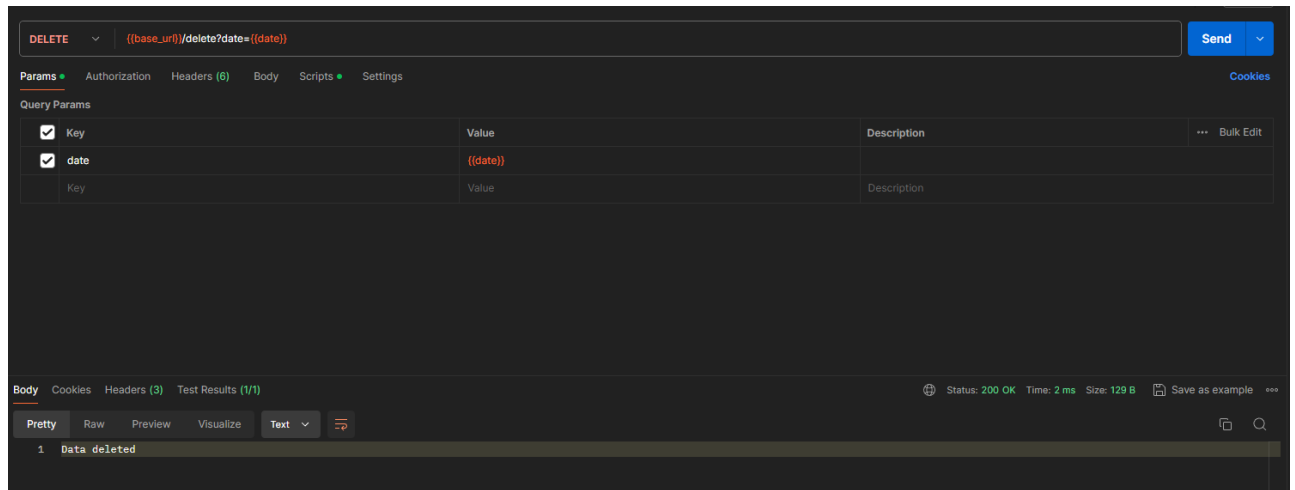 DELETE {{base_url}}/delete?date={{date}} Send
Params Authorization Headers (6) Body Scripts Settings Cookies
Query Params
Key Value Description ••• Bulk Edit
date {{date}}
Key Value Description
Body Cookies Headers (3) Test Results (1/1) Status: 200 OK Time: 2 ms Size: 129 B Save as example
Pretty Raw Preview Visualize Text
1 Data deleted